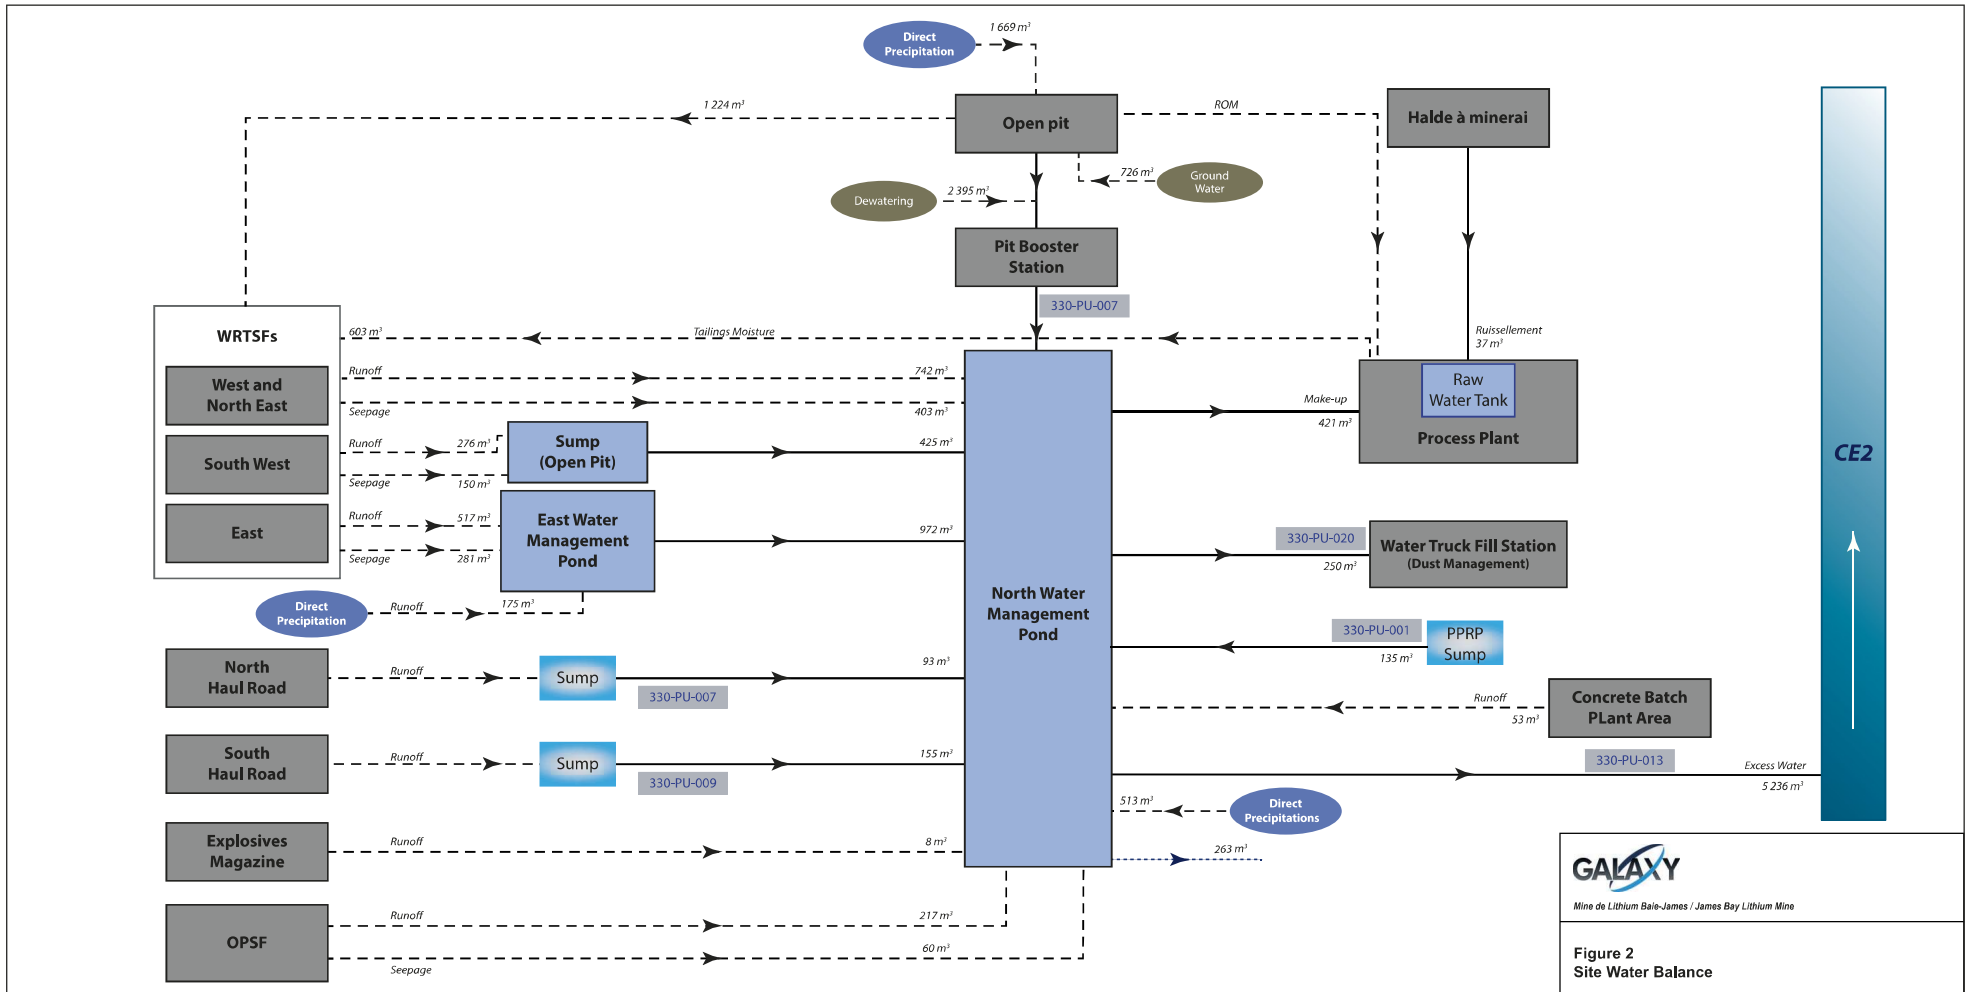 Direct
Precipitation
1 669 m³
1 224 m³
Open pit
ROM
Halde à minerai
726 m³
Ground
Water
Dewatering
2 395 m³
Pit Booster
Station
330-PU-007
WRTSFs
603 m³
Tailings Moisture
Ruissellement
37 m³
West and
North East
Runoff
742 m³
Seepage
403 m³
Raw
Water Tank
Process Plant
Make-up
421 m³
South West
Runoff
276 m³
Seepage
150 m³
Sump
(Open Pit)
425 m³
CE2
East
Runoff
517 m³
Seepage
281 m³
East Water
Management
Pond
972 m³
330-PU-020
250 m³
Water Truck Fill Station
(Dust Management)
Direct
Precipitation
Runoff
175 m³
North Water
Management
Pond
330-PU-001
135 m³
PPRP
Sump
North
Haul Road
Runoff
Sump
93 m³
330-PU-007
Runoff
53 m³
Concrete Batch
PLant Area
South
Haul Road
Runoff
Sump
155 m³
330-PU-009
330-PU-013
Excess Water
5 236 m³
513 m³
Direct
Precipitations
Explosives
Magazine
Runoff
8 m³
263 m³
OPSF
Runoff
217 m³
60 m³
Seepage
GALAXY
Mine de Lithium Baie-James / James Bay Lithium Mine
Figure 2
Site Water Balance